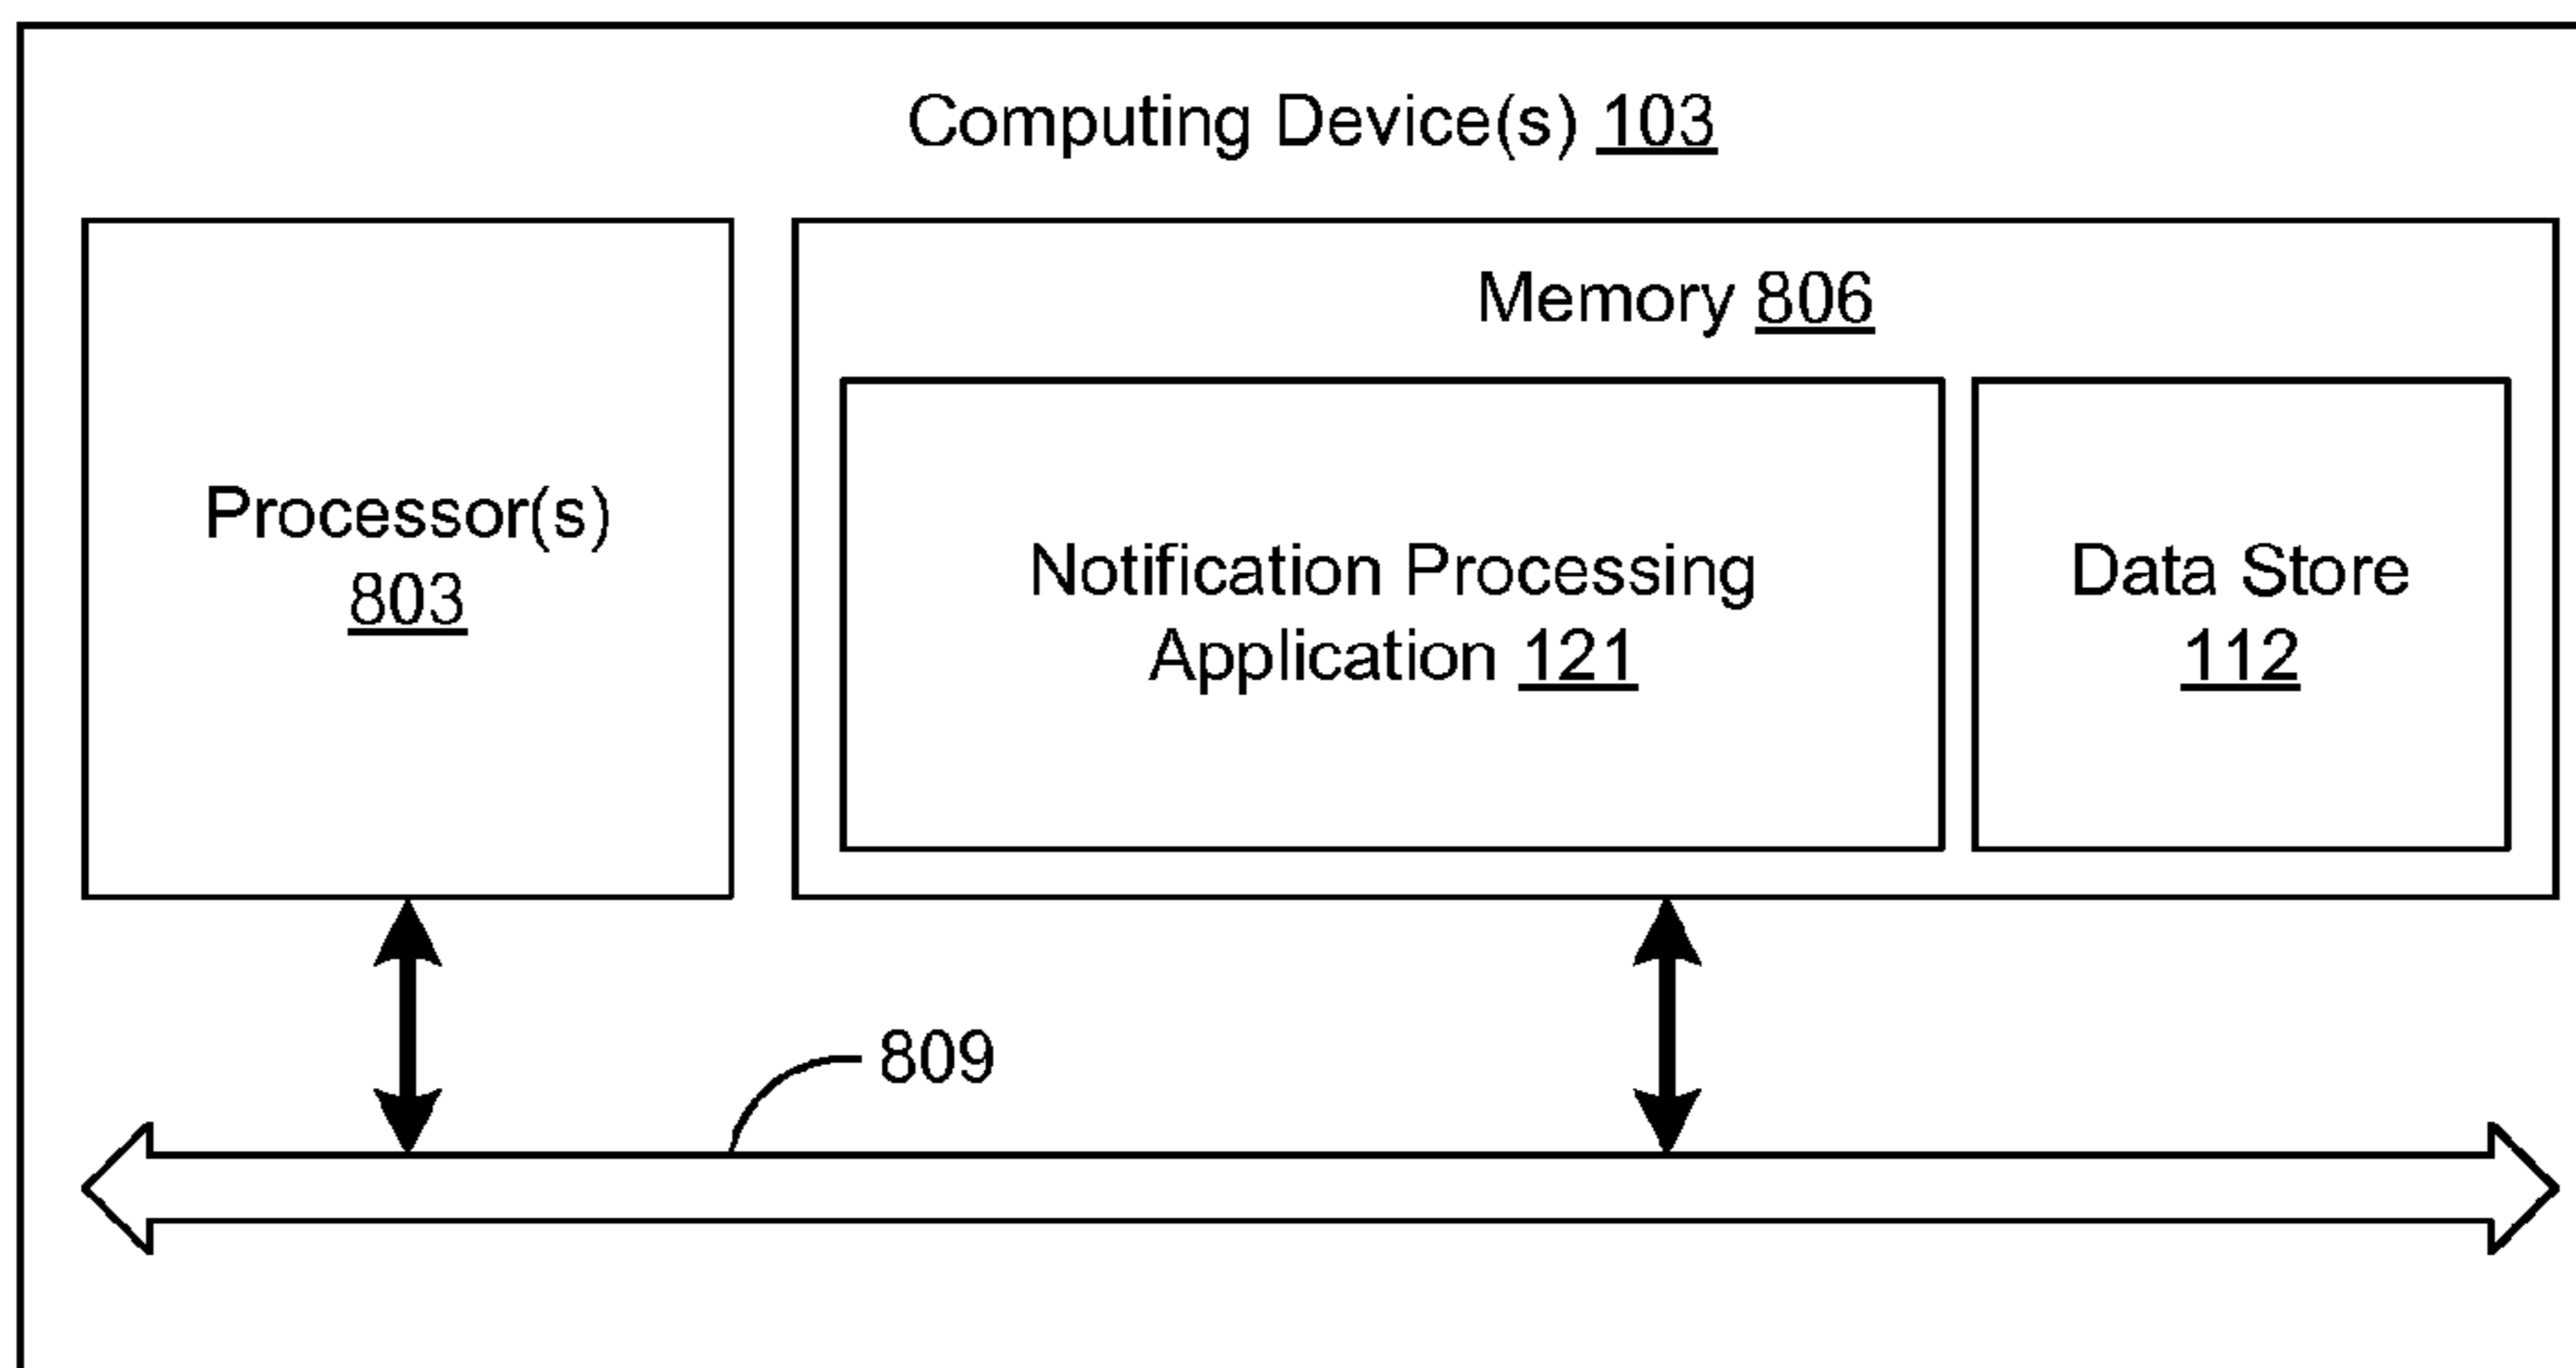 Computing Device(s) 103
Memory 806
Processor(s)
803
Notification Processing
Application 121
Data Store
112
809